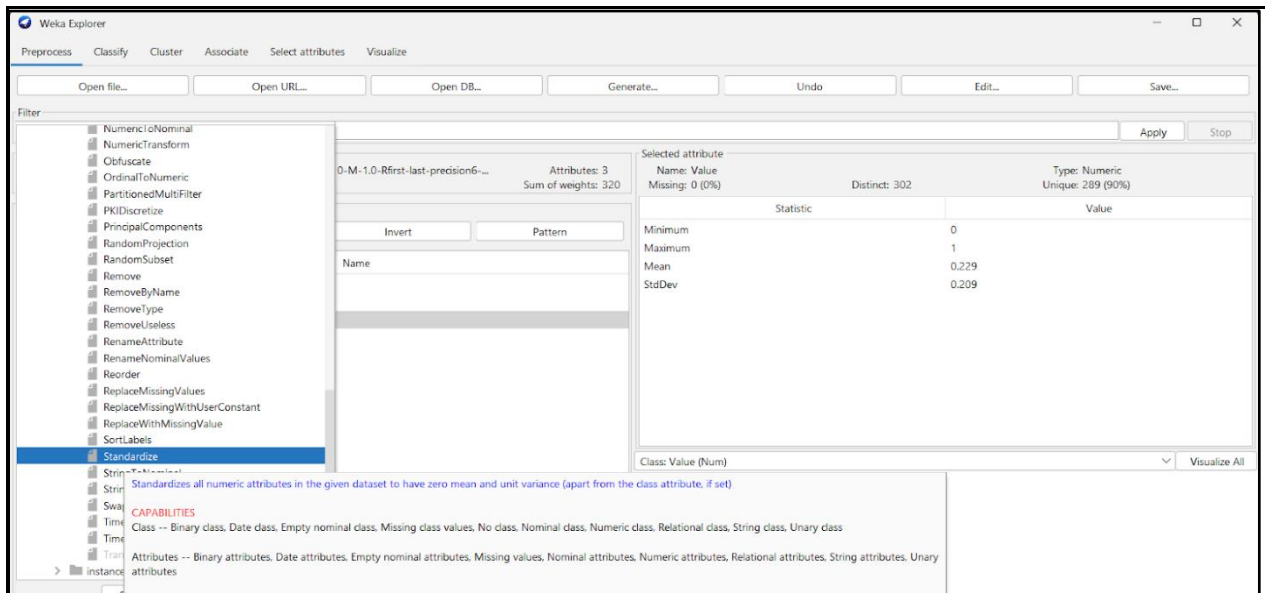 Weka Explorer
Preprocess Classify Cluster Associate Select attributes Visualize
Open file... Open URL... Open DB... Generate... Undo Edit... Save...
Filter
NumericToNominal
NumericTransform
Obfuscate
OrdinalToNumeric
PartitionedMultiFilter
PKIDiscretize
PrincipalComponents
RandomProjection
RandomSubset
Remove
RemoveByName
RemoveType
RemoveUseless
RenameAttribute
RenameNominalValues
Reorder
ReplaceMissingValues
ReplaceMissingWithUserConstant
ReplaceWithMissingValue
SortLabels
Standardize
StringToNominal
Strin
Swa
Time
Time
Tran
instance
Apply Stop
0-M-1.0-Rfirst-last-precision6-... Attributes: 3
Sum of weights: 320
Invert Pattern
Name
Selected attribute
Name: Value Type: Numeric
Missing: 0 (0%) Distinct: 302 Unique: 289 (90%)
Statistic Value
Minimum 0
Maximum 1
Mean 0.229
StdDev 0.209
Class: Value (Num) Visualize All
Standardizes all numeric attributes in the given dataset to have zero mean and unit variance (apart from the class attribute, if set)
CAPABILITIES
Class -- Binary class, Date class, Empty nominal class, Missing class values, No class, Nominal class, Numeric class, Relational class, String class, Unary class
Attributes -- Binary attributes, Date attributes, Empty nominal attributes, Missing values, Nominal attributes, Numeric attributes, Relational attributes, String attributes, Unary
attributes